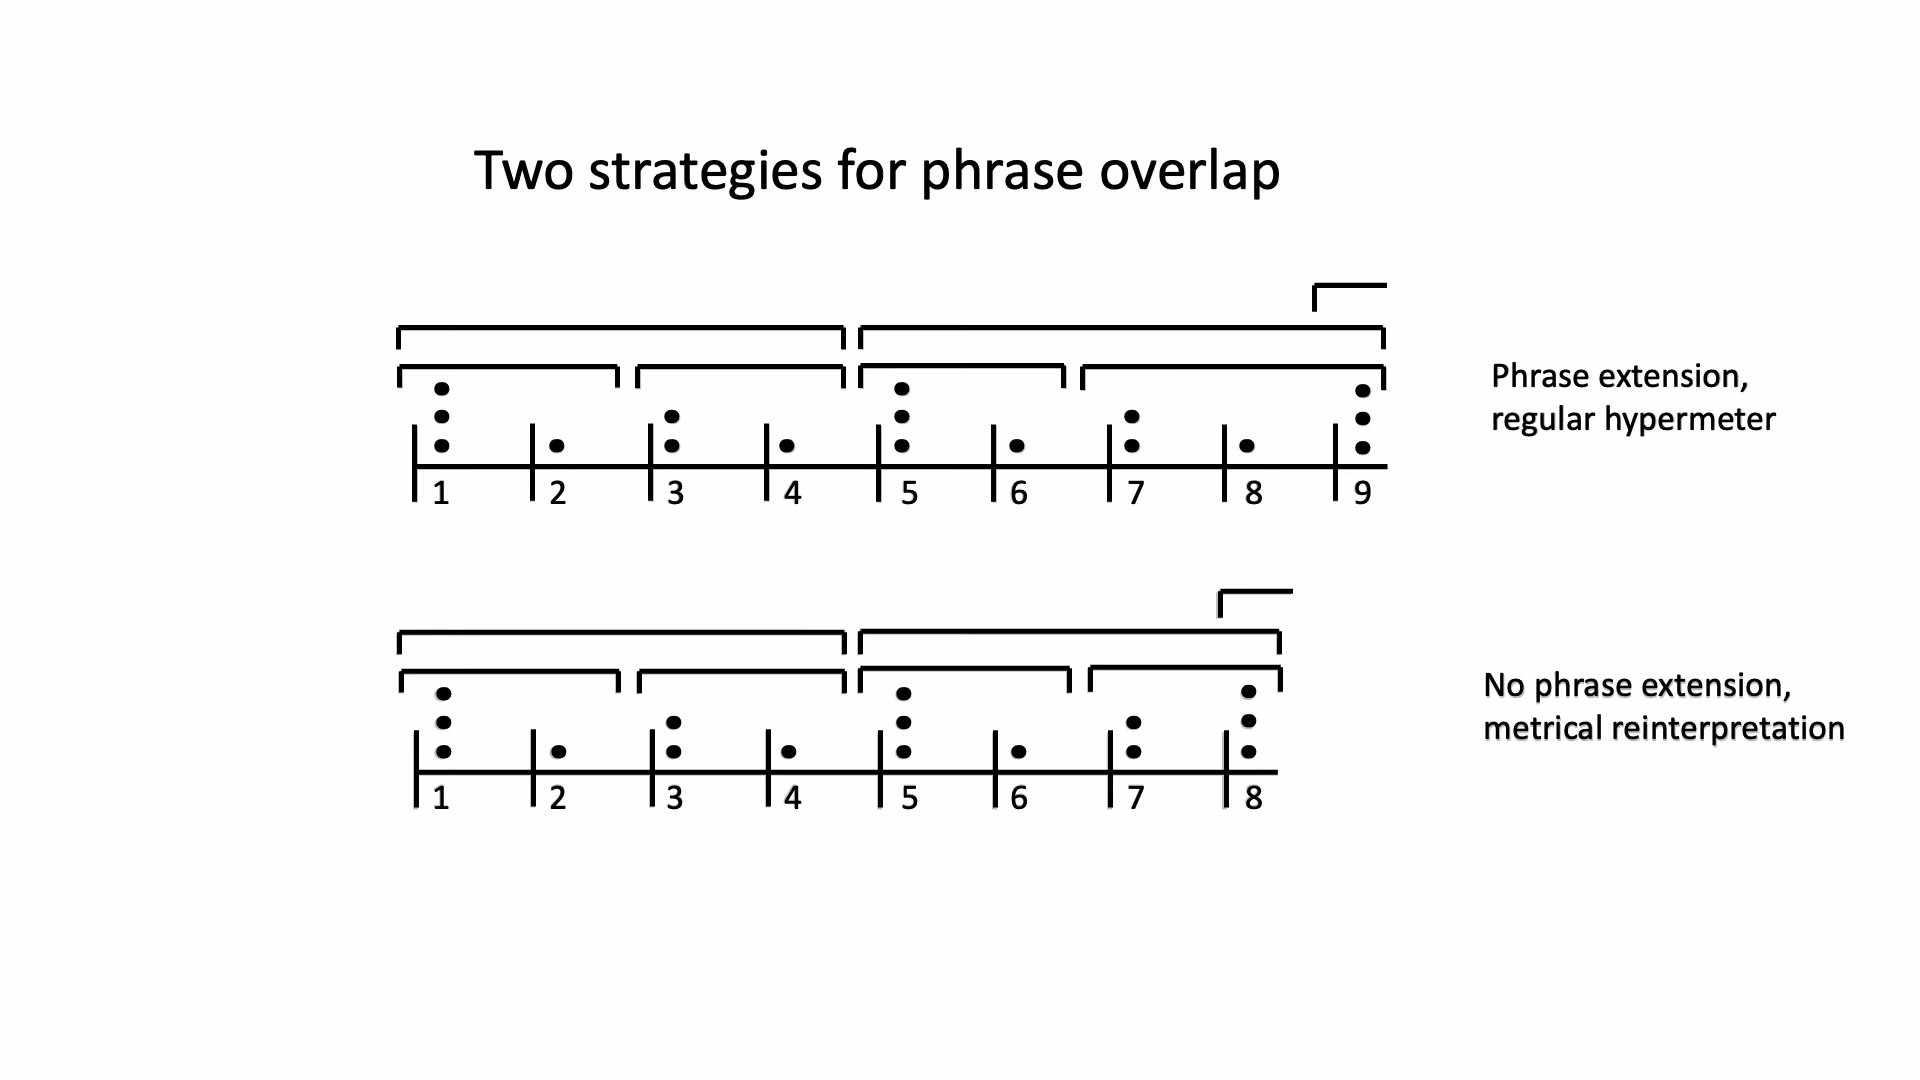 Two strategies for phrase overlap
Phrase extension,
regular hypermeter
1 2 3 4 5 6 7 8 9
No phrase extension,
metrical reinterpretation
1 2 3 4 5 6 7 8